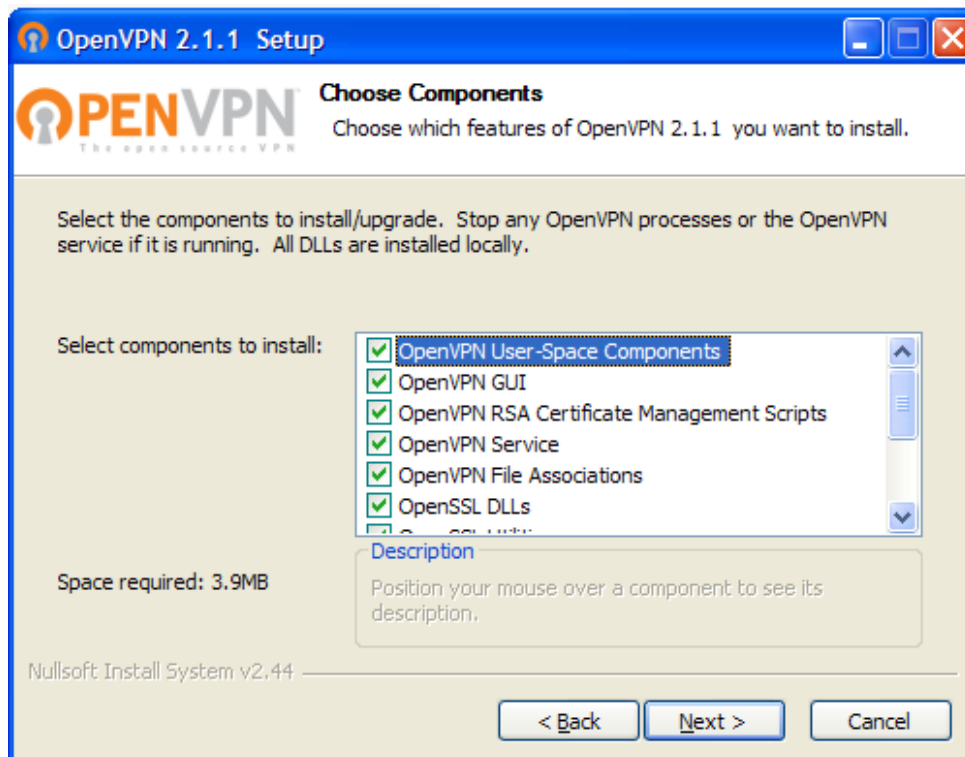 OpenVPN 2.1.1 Setup
OPENVPN
The open source VPN
Choose Components
Choose which features of OpenVPN 2.1.1 you want to install.
Select the components to install/upgrade. Stop any OpenVPN processes or the OpenVPN
service if it is running. All DLLs are installed locally.
Select components to install:
OpenVPN User-Space Components
OpenVPN GUI
OpenVPN RSA Certificate Management Scripts
OpenVPN Service
OpenVPN File Associations
OpenSSL DLLs
Space required: 3.9MB
Description
Position your mouse over a component to see its
description.
Nullsoft Install System v2.44
< Back
Next >
Cancel